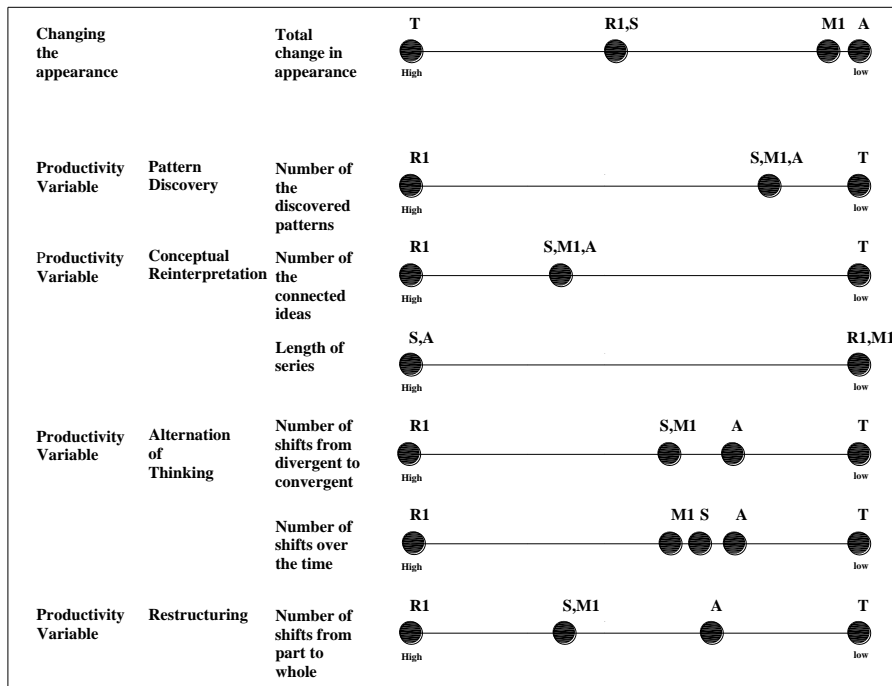 Changing
the
appearance
Total
change in
appearance
T
R1,S
M1 A
High
low
Productivity
Variable
Pattern
Discovery
Number of
the
discovered
patterns
R1
S,M1,A
T
High
low
Productivity
Variable
Conceptual
Reinterpretation
Number of
the
connected
ideas
R1
S,M1,A
T
High
low
Length of
series
S,A
R1,M1
High
low
Productivity
Variable
Alternation
of
Thinking
Number of
shifts from
divergent to
convergent
R1
S,M1
A
T
High
low
Number of
shifts over
the time
R1
M1 S
A
T
High
low
Productivity
Variable
Restructuring
Number of
shifts from
part to
whole
R1
S,M1
A
T
High
low